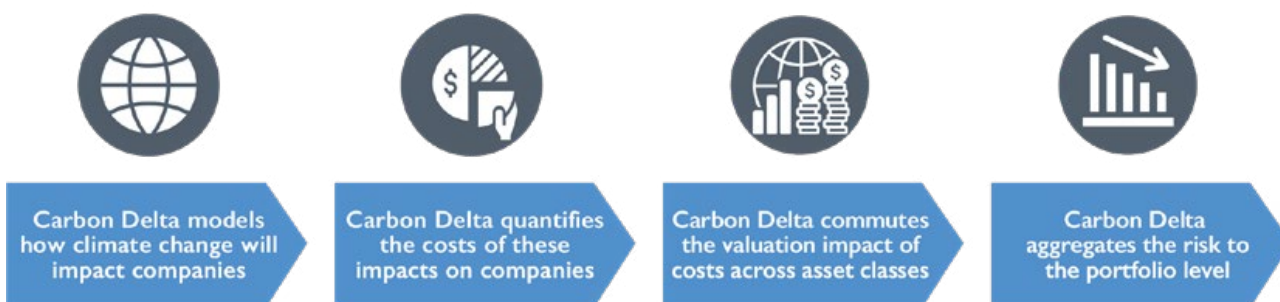 $
$
$
Carbon Delta models
how climate change will
impact companies
Carbon Delta quantifies
the costs of these
impacts on companies
Carbon Delta commutes
the valuation impact of
costs across asset classes
Carbon Delta
aggregates the risk to
the portfolio level